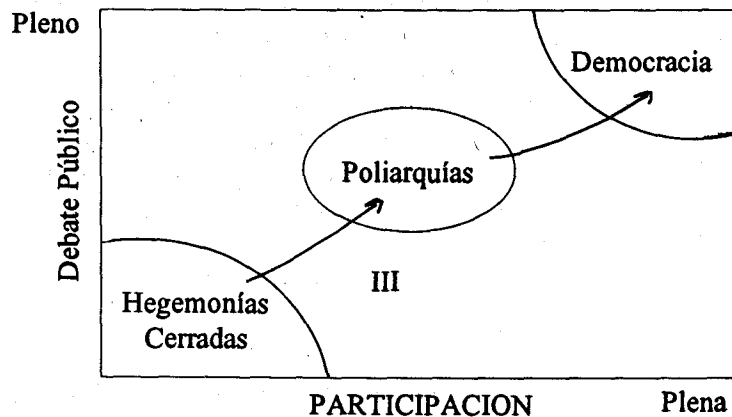 Pleno
Democracia
Debate Público
Poliarquías
III
Hegemonías
Cerradas
PARTICIPACION
Plena